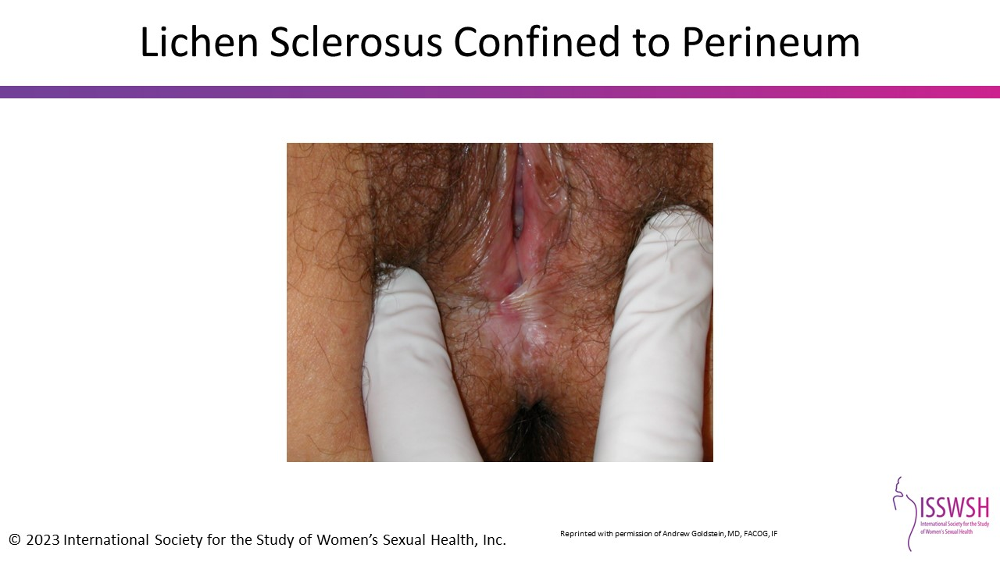 Lichen Sclerosus Confined to Perineum
ISSWSH
International Society for the Study
of Women's Sexual Health
Reprinted with permission of Andrew Goldstein, MD, FACOG, IF
© 2023 International Society for the Study of Women’s Sexual Health, Inc.